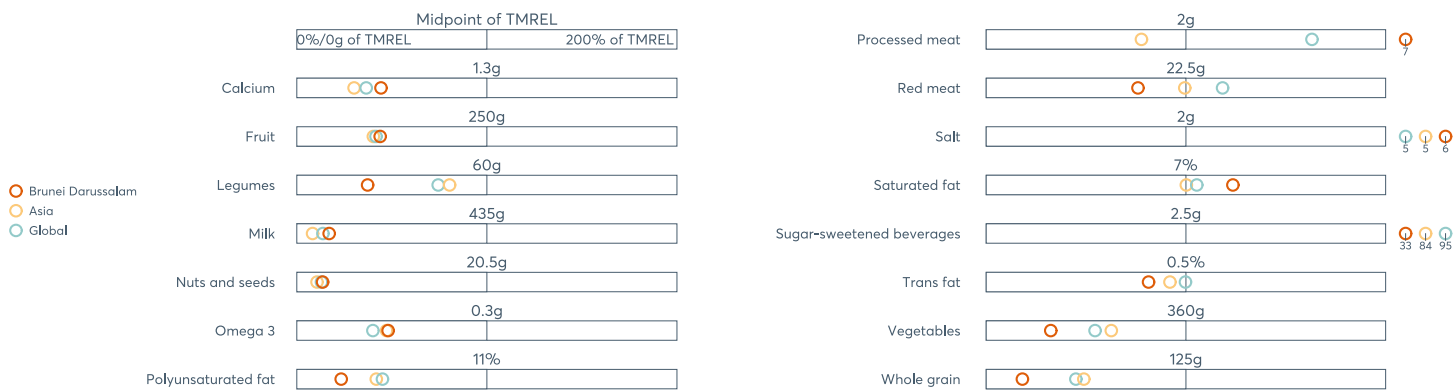 Midpoint of TMREL
0%/0g of TMREL 200% of TMREL
1.3g
Calcium
250g
Fruit
60g
Legumes
435g
Milk
20.5g
Nuts and seeds
0.3g
Omega 3
11%
Polyunsaturated fat
Brunei Darussalam
Asia
Global
2g
Processed meat
7
22.5g
Red meat
2g
Salt
5 5 6
7%
Saturated fat
2.5g
Sugar-sweetened beverages
33 84 95
0.5%
Trans fat
360g
Vegetables
125g
Whole grain